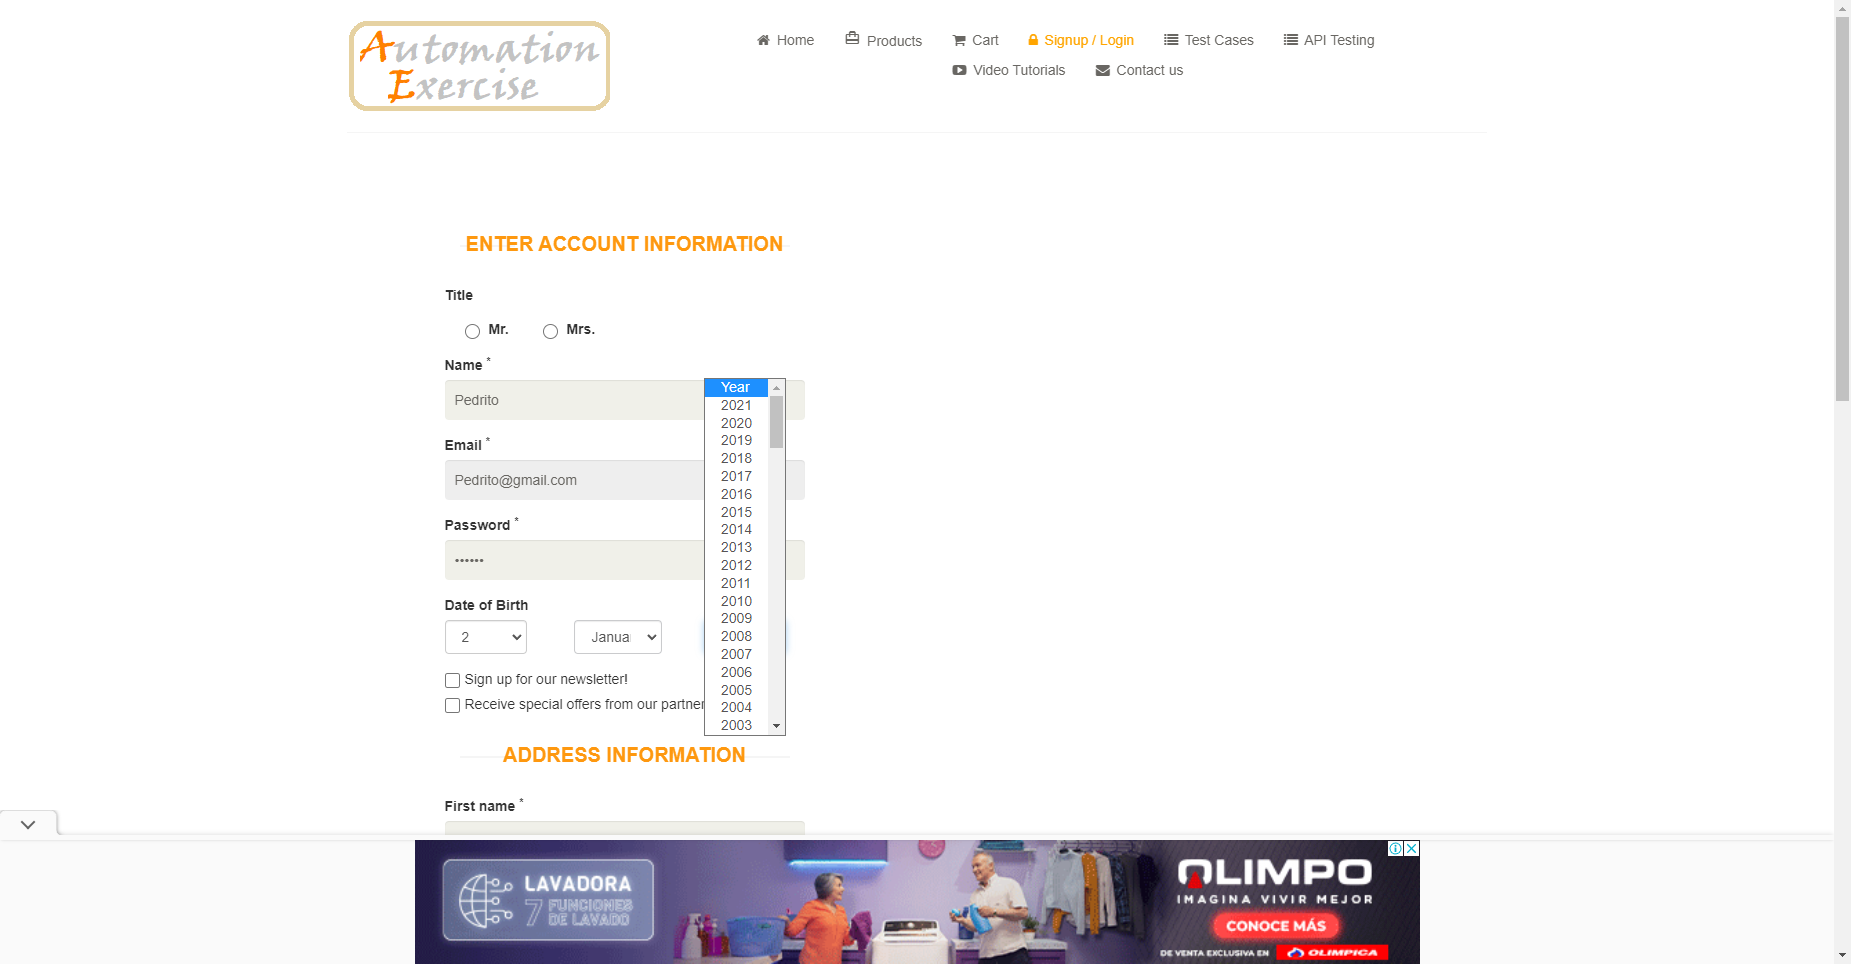 Automation
Exercise
Home
Products
Cart
Signup / Login
Test Cases
API Testing
Video Tutorials
Contact us
ENTER ACCOUNT INFORMATION
Title
Mr.
Mrs.
Name *
Pedrito
Email *
Pedrito@gmail.com
Password *
••••••
Date of Birth
2
Januar
Year
2021
2020
2019
2018
2017
2016
2015
2014
2013
2012
2011
2010
2009
2008
2007
2006
2005
2004
2003
Sign up for our newsletter!
Receive special offers from our partner
ADDRESS INFORMATION
First name *
LAVADORA
7 FUNCIONES
DE LAVADO
OLIMPO
IMAGINA VIVIR MEJOR
CONOCE MÁS
DE VENTA EXCLUSIVA EN
OLIMPICA